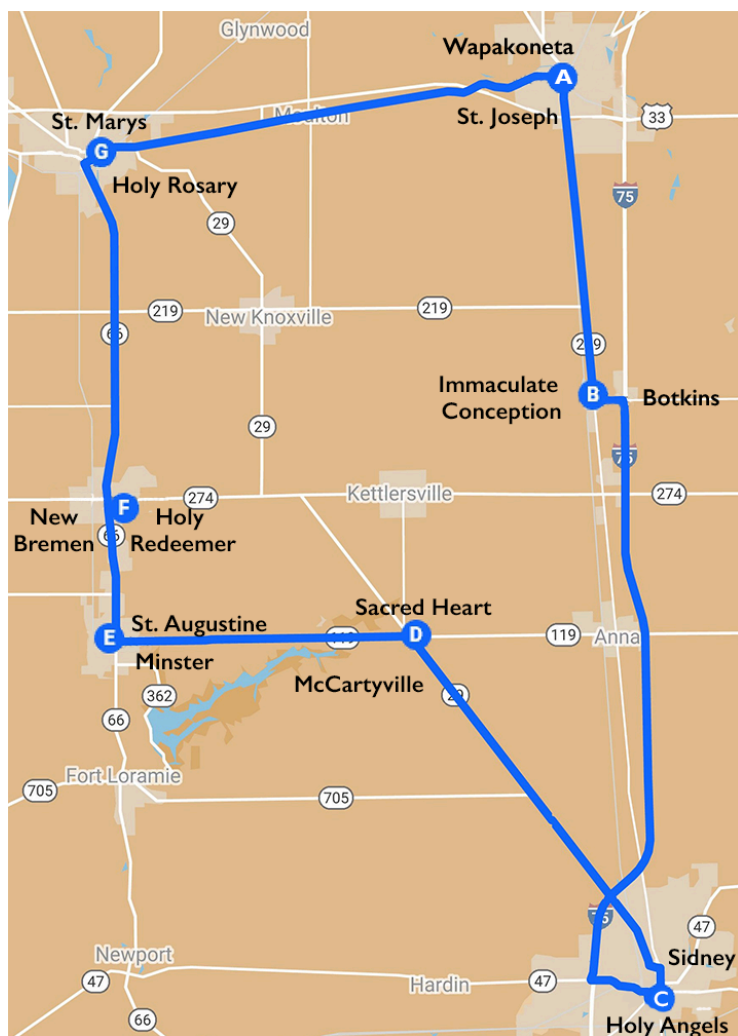 Glynwood
Wapakoneta
A
St. Marys
Moulton
St. Joseph
33
G
Holy Rosary
75
29
219
New Knoxville
219
66
219
Immaculate
Conception
B
Botkins
29
75
274
Kettlersville
274
New
Bremen
F
Holy
Redeemer
66
Sacred Heart
E
St. Augustine
119
D
119
Anna
Minster
McCartyville
362
29
66
Fort Loramie
705
705
75
47
Newport
Sidney
47
Hardin
47
C
66
Holy Angels